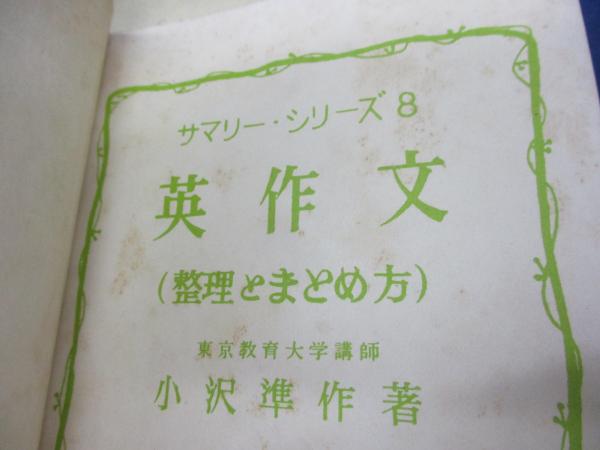 サマリー・シリーズ8
英作文
(整理とまとめ方)
東京教育大学講師
小沢準作著